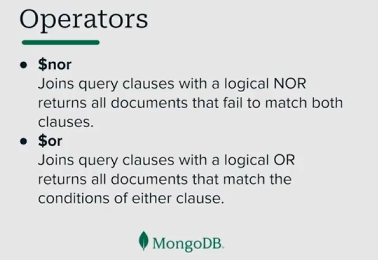 Operators
• $nor
Joins query clauses with a logical NOR
returns all documents that fail to match both
clauses.
• $or
Joins query clauses with a logical OR
returns all documents that match the
conditions of either clause.
MongoDB.